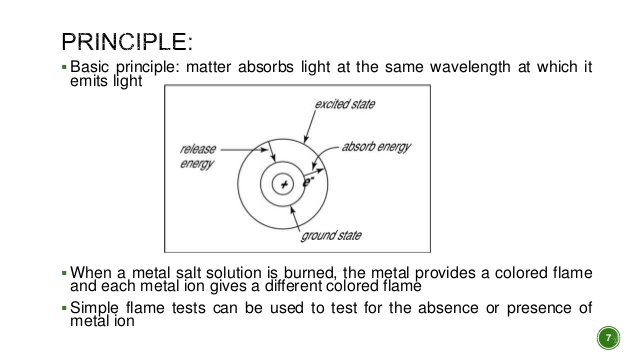 PRINCIPLE:
▪ Basic principle: matter absorbs light at the same wavelength at which it
emits light
excited state
release
energy
absorb energy
+
e-
ground state
▪ When a metal salt solution is burned, the metal provides a colored flame
and each metal ion gives a different colored flame
▪ Simple flame tests can be used to test for the absence or presence of
metal ion
7